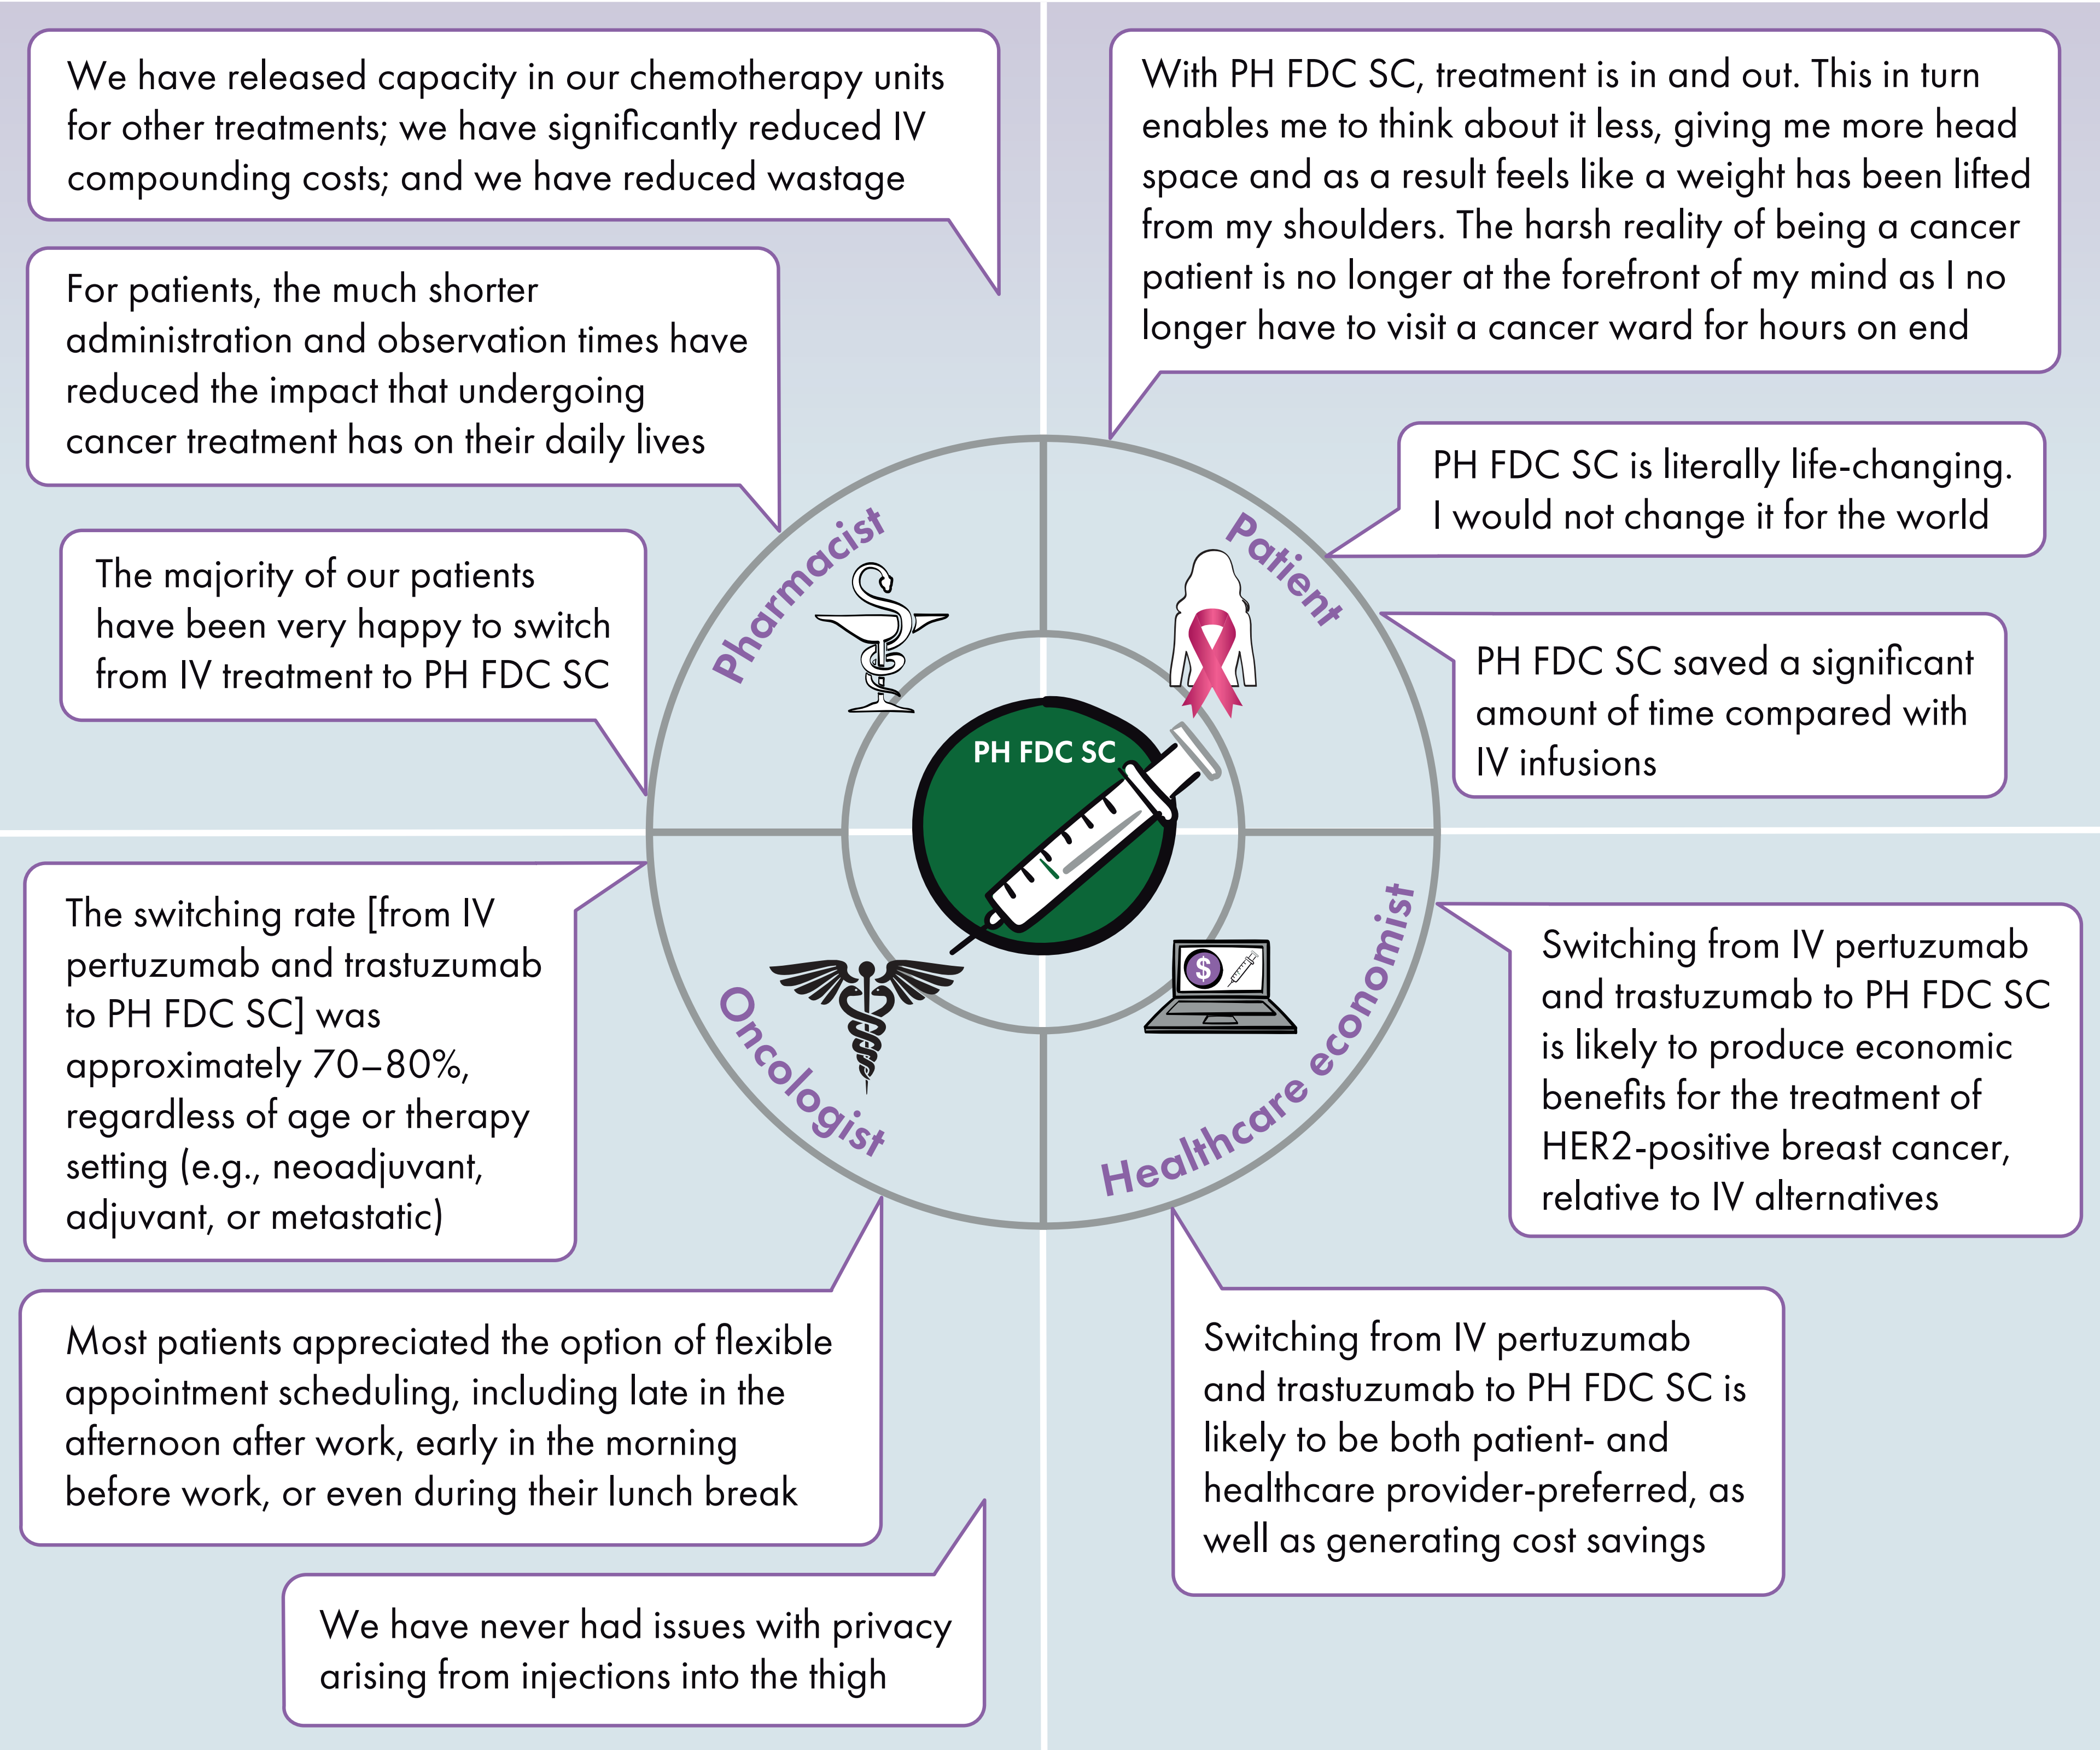 We have released capacity in our chemotherapy units
for other treatments; we have significantly reduced IV
compounding costs; and we have reduced wastage
For patients, the much shorter
administration and observation times have
reduced the impact that undergoing
cancer treatment has on their daily lives
The majority of our patients
have been very happy to switch
from IV treatment to PH FDC SC
With PH FDC SC, treatment is in and out. This in turn
enables me to think about it less, giving me more head
space and as a result feels like a weight has been lifted
from my shoulders. The harsh reality of being a cancer
patient is no longer at the forefront of my mind as I no
longer have to visit a cancer ward for hours on end
PH FDC SC is literally life-changing.
I would not change it for the world
PH FDC SC saved a significant
amount of time compared with
IV infusions
Pharmacist
Patient
PH FDC SC
Oncologist
Healthcare economist
$
The switching rate [from IV
pertuzumab and trastuzumab
to PH FDC SC] was
approximately 70–80%,
regardless of age or therapy
setting (e.g., neoadjuvant,
adjuvant, or metastatic)
Most patients appreciated the option of flexible
appointment scheduling, including late in the
afternoon after work, early in the morning
before work, or even during their lunch break
We have never had issues with privacy
arising from injections into the thigh
Switching from IV pertuzumab
and trastuzumab to PH FDC SC
is likely to produce economic
benefits for the treatment of
HER2-positive breast cancer,
relative to IV alternatives
Switching from IV pertuzumab
and trastuzumab to PH FDC SC is
likely to be both patient- and
healthcare provider-preferred, as
well as generating cost savings